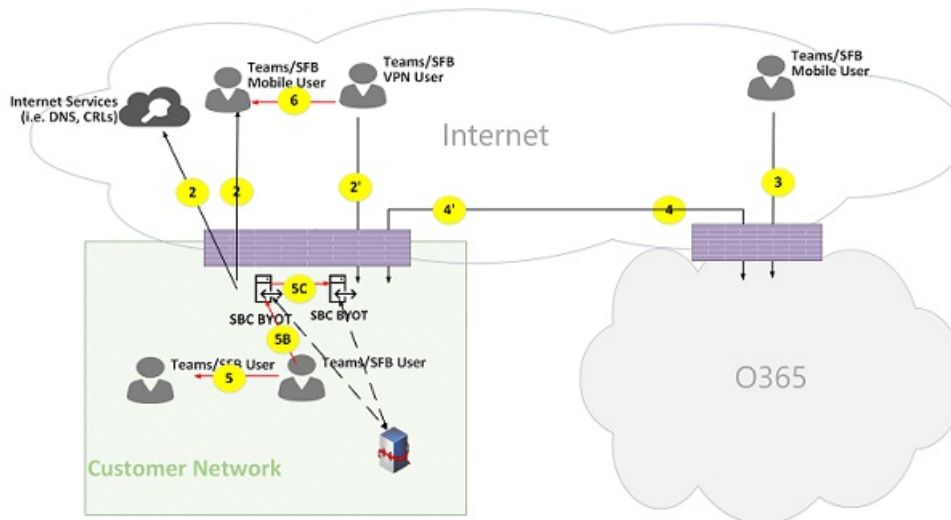 Teams/SFB
Mobile User
Teams/SFB
VPN User
Teams/SFB
Mobile User
Internet Services
(i.e. DNS, CRLs)
6
Internet
2
2
2'
3
4'
4
5C
SBC BYOT
SBC BYOT
5B
Teams/SFB User
Teams/SFB User
5
O365
Customer Network